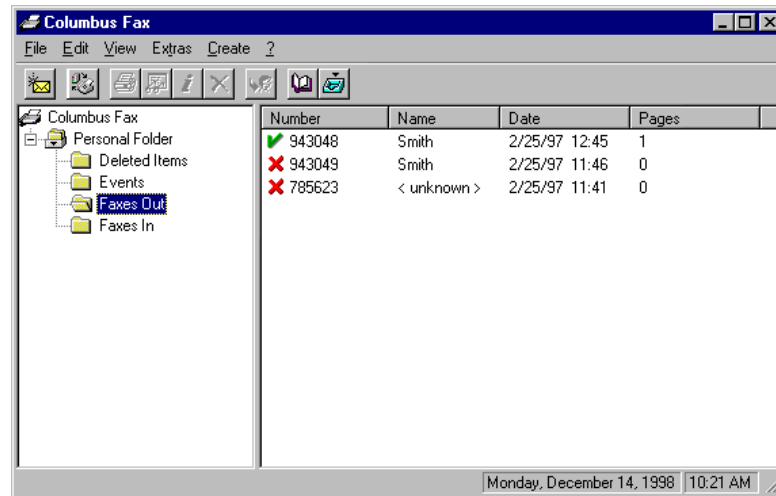 Columbus Fax
File Edit View Extras Create ?
Columbus Fax
Personal Folder
Deleted Items
Events
Faxes Out
Faxes In
Number Name Date Pages
943048 Smith 2/25/97 12:45 1
943049 Smith 2/25/97 11:46 0
785623 < unknown > 2/25/97 11:41 0
Monday, December 14, 1998 10:21 AM